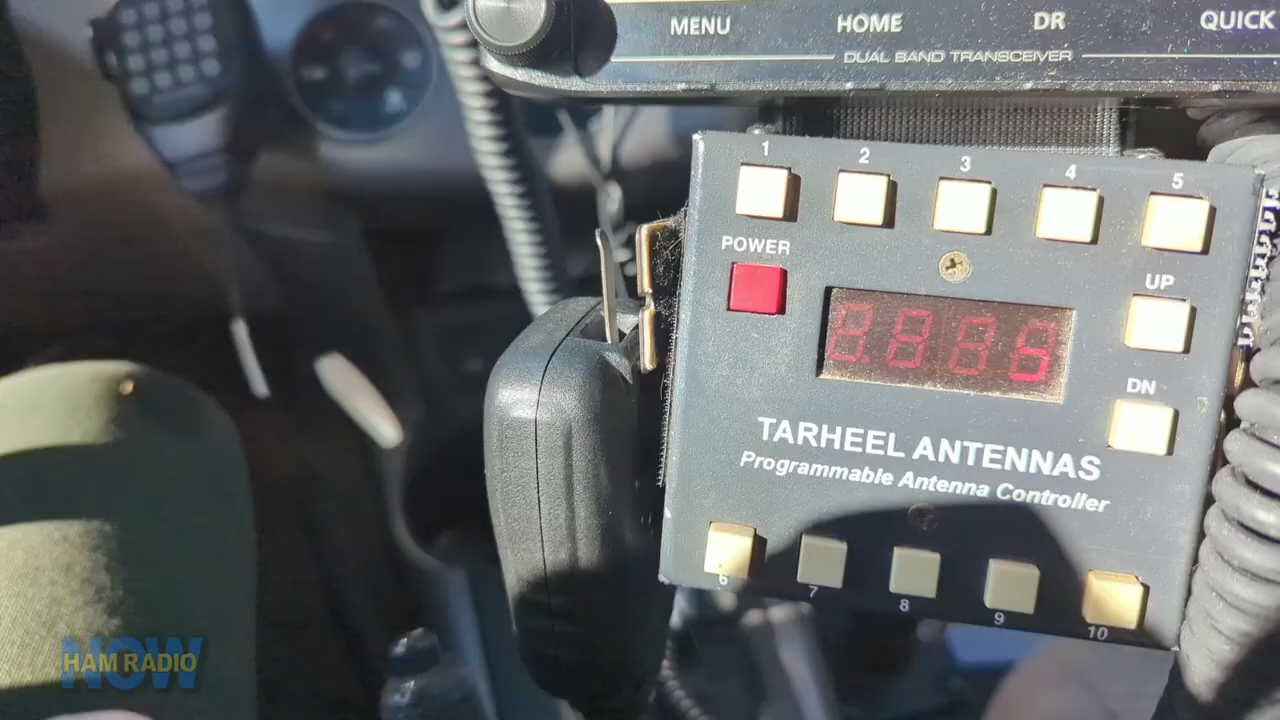 MENU HOME DR QUICK
DUAL BAND TRANSCEIVER
1 2 3 4 5
POWER
UP
DN
TARHEEL ANTENNAS
Programmable Antenna Controller
6 7 8 9 10
NOW
HAM RADIO